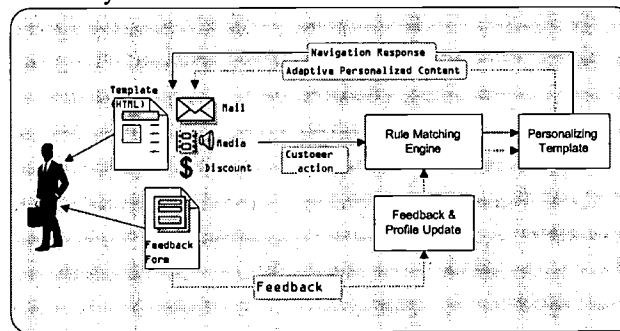 Navigation Response
Adaptive Personalized Content
Template
(HTML)
Mail
Media
Discount
Customer
action
Rule Matching
Engine
Personalizing
Template
Feedback &
Profile Update
Feedback
Form
Feedback